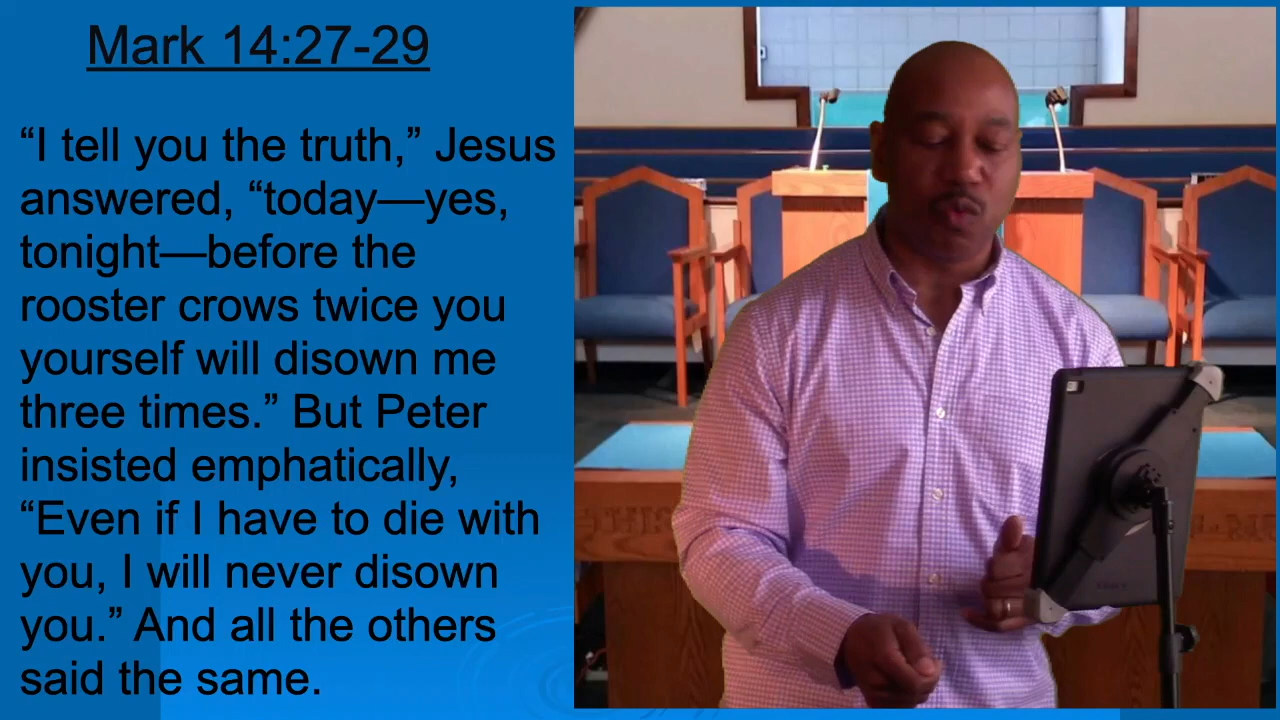 Mark 14:27-29
“I tell you the truth,” Jesus
answered, “today—yes,
tonight—before the
rooster crows twice you
yourself will disown me
three times.” But Peter
insisted emphatically,
“Even if I have to die with
you, I will never disown
you.” And all the others
said the same.